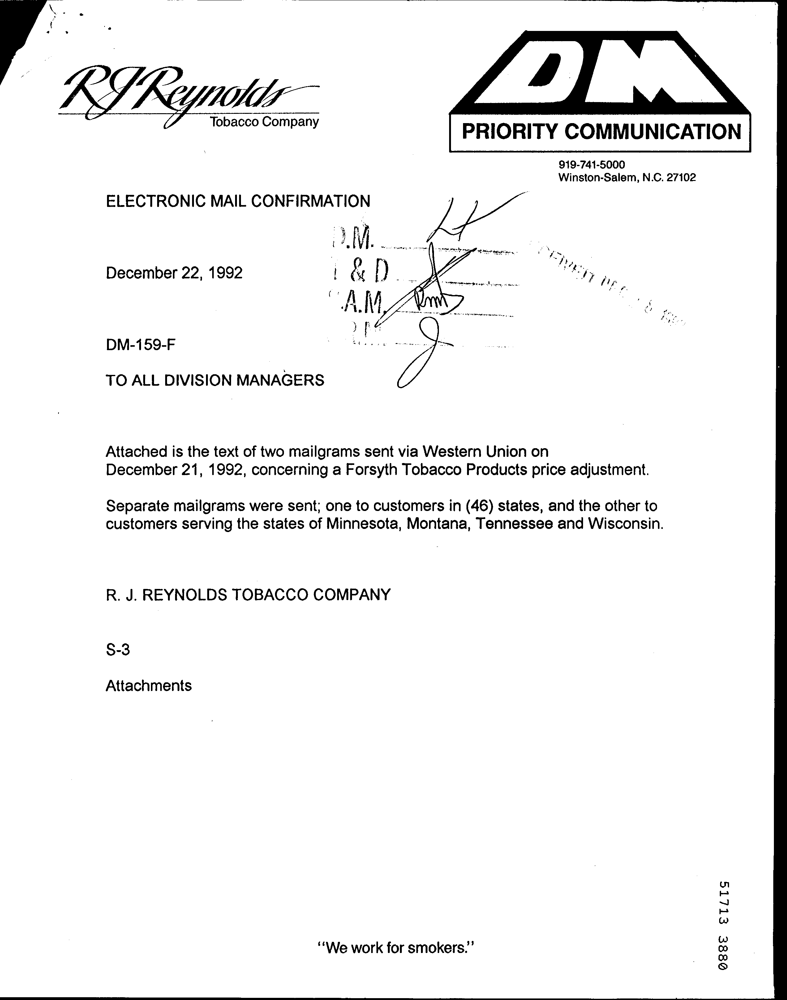 RJReynolds
Tobacco Company
DM
PRIORITY COMMUNICATION
919-741-5000
Winston-Salem, N.C. 27102
ELECTRONIC MAIL CONFIRMATION
D.M.
& D
December 22, 1992
A.M.
Rmm
DM-159-F
TO ALL DIVISION MANAGERS
Attached is the text of two mailgrams sent via Western Union on
December 21, 1992, concerning a Forsyth Tobacco Products price adjustment.
Separate mailgrams were sent; one to customers in (46) states, and the other to
customers serving the states of Minnesota, Montana, Tennessee and Wisconsin.
R. J. REYNOLDS TOBACCO COMPANY
S-3
Attachments
"We work for smokers."
51713 3880